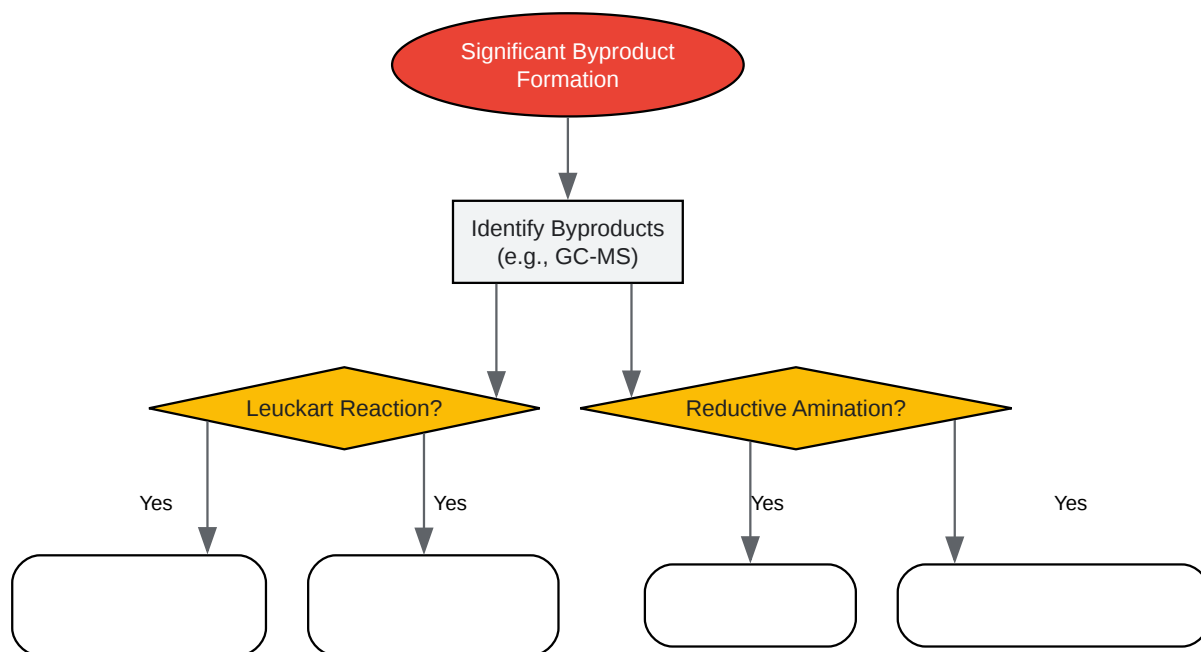 Significant Byproduct
Formation
Identify Byproducts
(e.g., GC-MS)
Leuckart Reaction?
Reductive Amination?
Yes
Yes
Yes
Yes